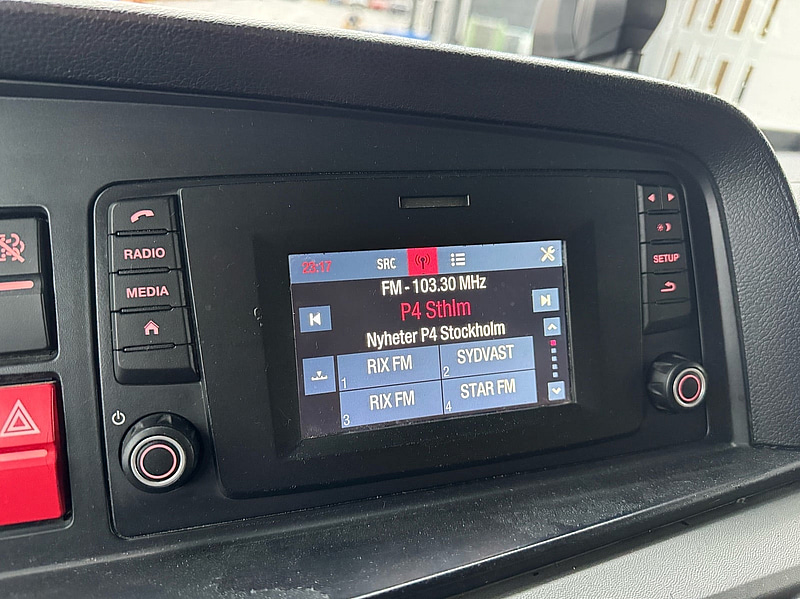 RADIO
MEDIA
23:17 SRC
FM - 103.30 MHz
P4 Sthlm
Nyheter P4 Stockholm
1 RIX FM
2 SYDVAST
3 RIX FM
4 STAR FM
SETUP